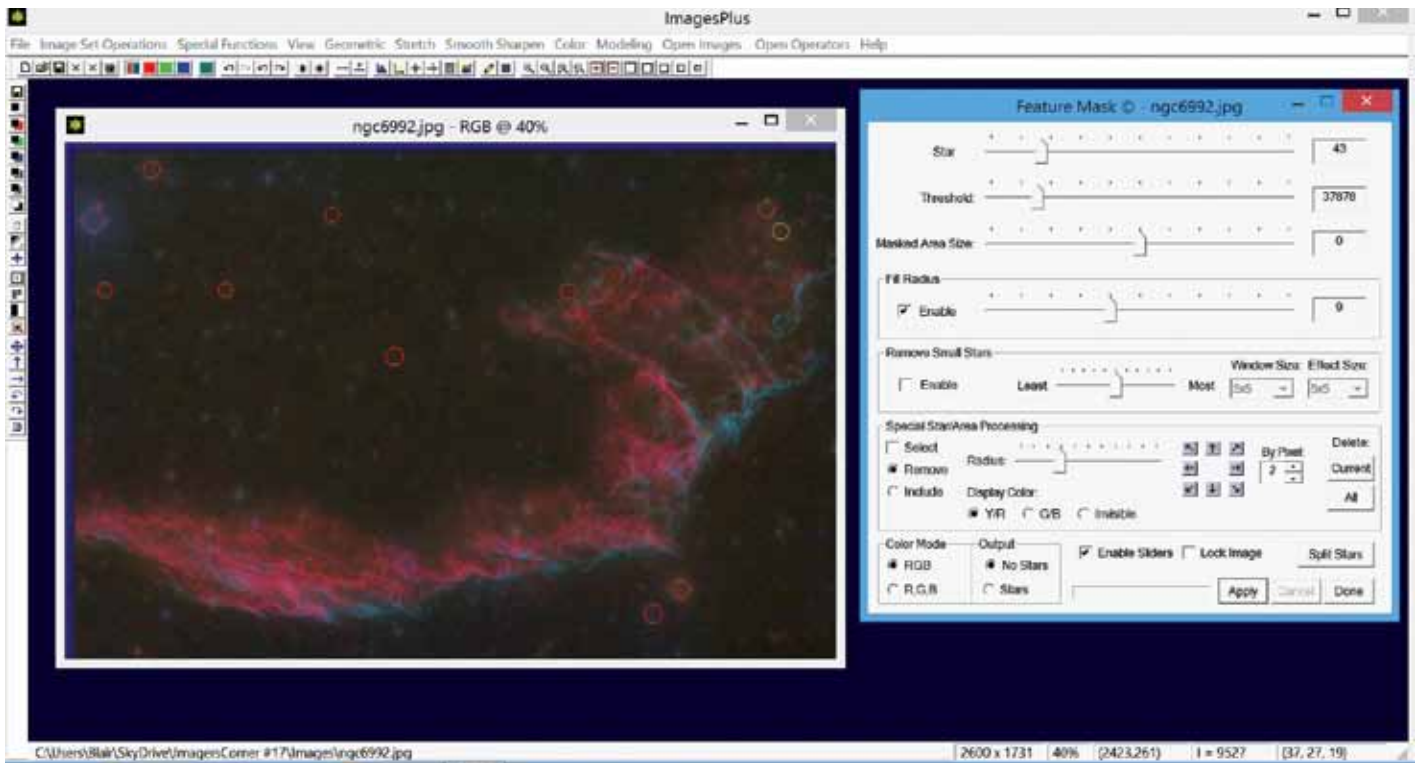 ImagesPlus
File Image Set Operations Special Functions View Geometric Stretch Smooth Sharpen Color Modeling Open Images Open Operators Help
ngc6992.jpg - RGB @ 40%
Feature Mask © - ngc6992.jpg
Star 43
Threshold: 37878
Masked Area Size: 0
Fill Radius
Enable 9
Remove Small Stars
Window Size: Effect Size:
Enable Least Most 5x5 5x5
Special Star/Area Processing
Select
Radius:
Remove
Include
By Pixel:
2
Delete:
Current
All
Display Color:
Y/R G/B Invisible
Color Mode
RGB
R,G,B
Output
No Stars
Stars
Enable Sliders Lock Image Split Stars
Apply Cancel Done
C:\Users\Blair\SkyDrive\ImagersCorner #17\Images\ngc6992.jpg 2600 x 1731 40% (2423,261) I = 9527 (37, 27, 19)